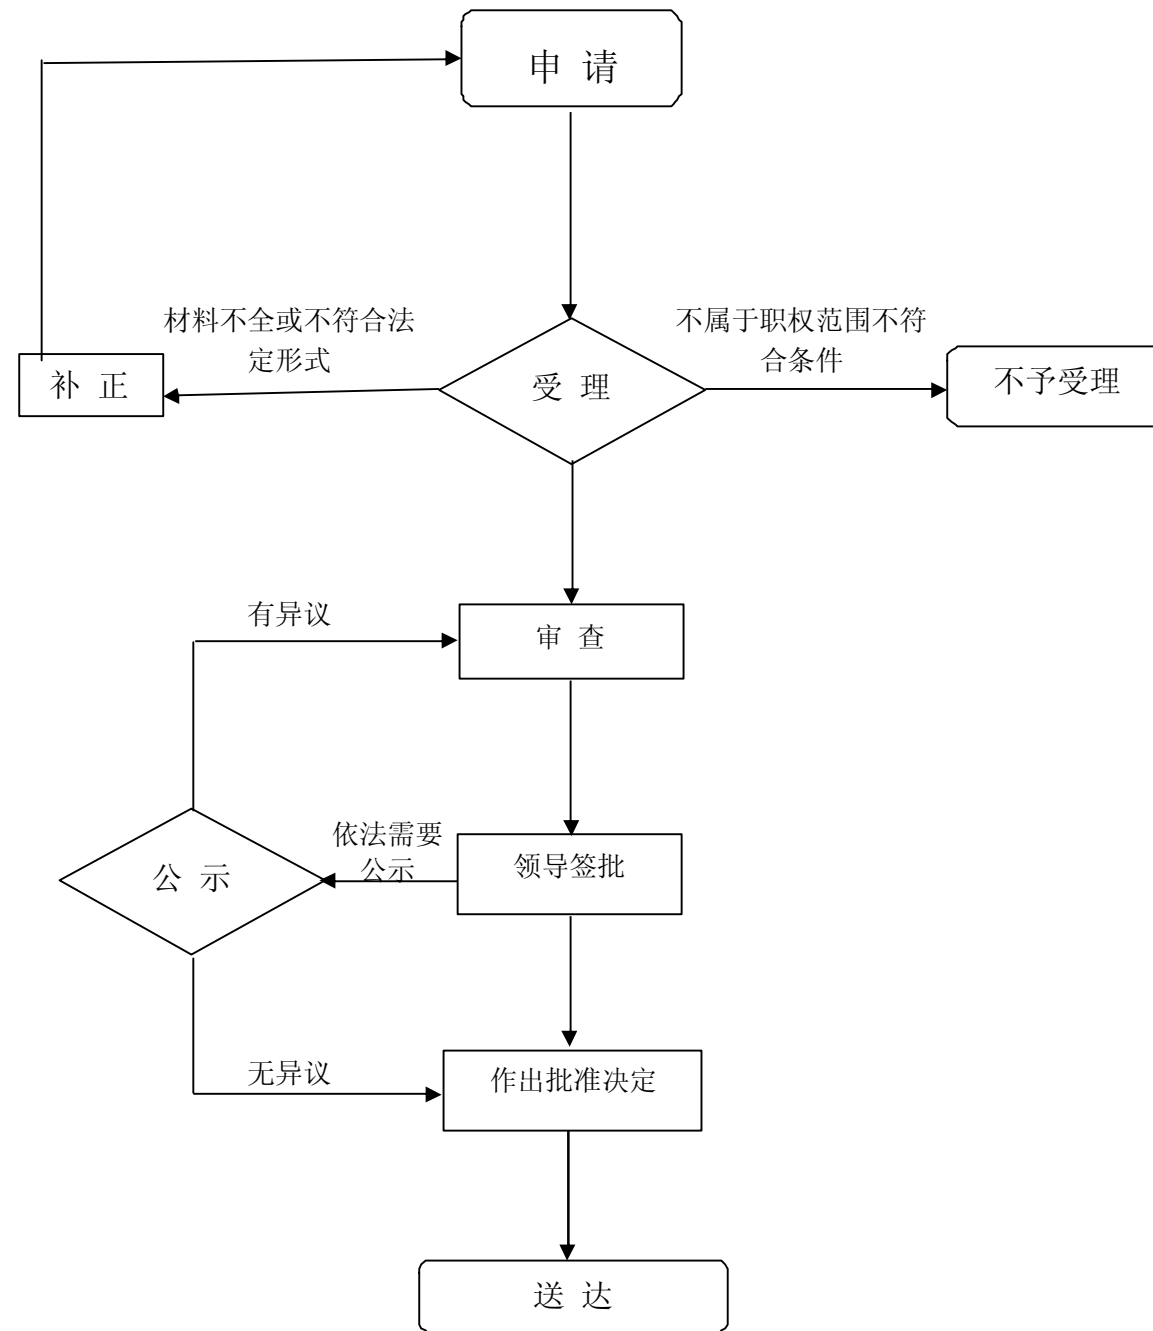 申 请
材料不全或不符合法
定形式
不属于职权范围不符
合条件
补 正
受 理
不予受理
有异议
审 查
依法需要
公示
公 示
领导签批
无异议
作出批准决定
送 达